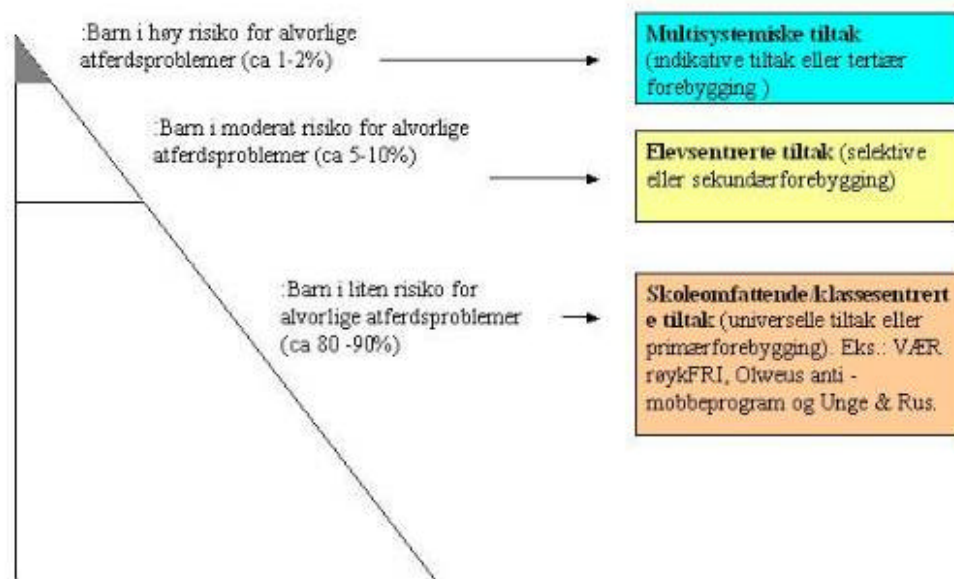 :Barn i høy risiko for alvorlige
atferdsproblemer (ca 1-2%)
Multisystemiske tiltak
(indikative tiltak eller tertiær
forebygging )
:Barn i moderat risiko for alvorlige
atferdsproblemer (ca 5-10%)
Elevsentrerte tiltak (selektive
eller sekundærforebygging)
:Barn i liten risiko for
alvorlige atferdsproblemer
(ca 80 -90%)
Skoleomfattende/klassesentrert
e tiltak (universelle tiltak eller
primærforebygging). Eks.: VÆR
røykFRI, Olweus anti -
mobbeprogram og Unge & Rus.